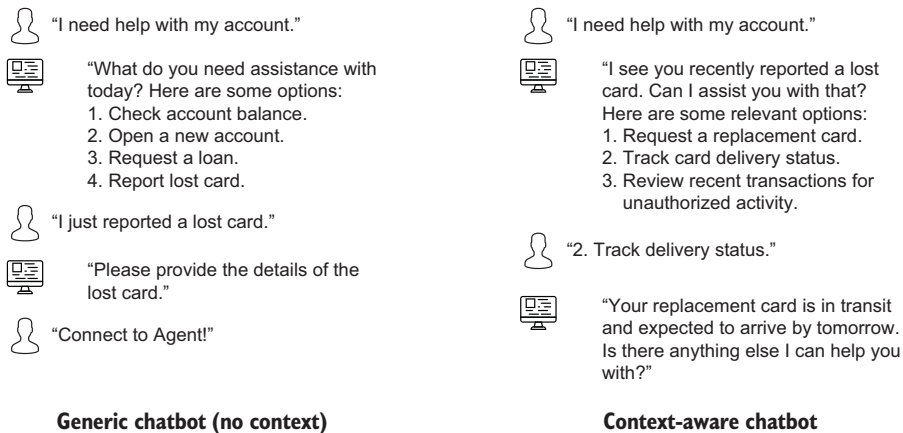 “I need help with my account.”
“What do you need assistance with
today? Here are some options:
1. Check account balance.
2. Open a new account.
3. Request a loan.
4. Report lost card.
“I just reported a lost card.”
“Please provide the details of the
lost card.”
“Connect to Agent!”
Generic chatbot (no context)
“I need help with my account.”
“I see you recently reported a lost
card. Can I assist you with that?
Here are some relevant options:
1. Request a replacement card.
2. Track card delivery status.
3. Review recent transactions for
unauthorized activity.
“2. Track delivery status.”
“Your replacement card is in transit
and expected to arrive by tomorrow.
Is there anything else I can help you
with?”
Context-aware chatbot